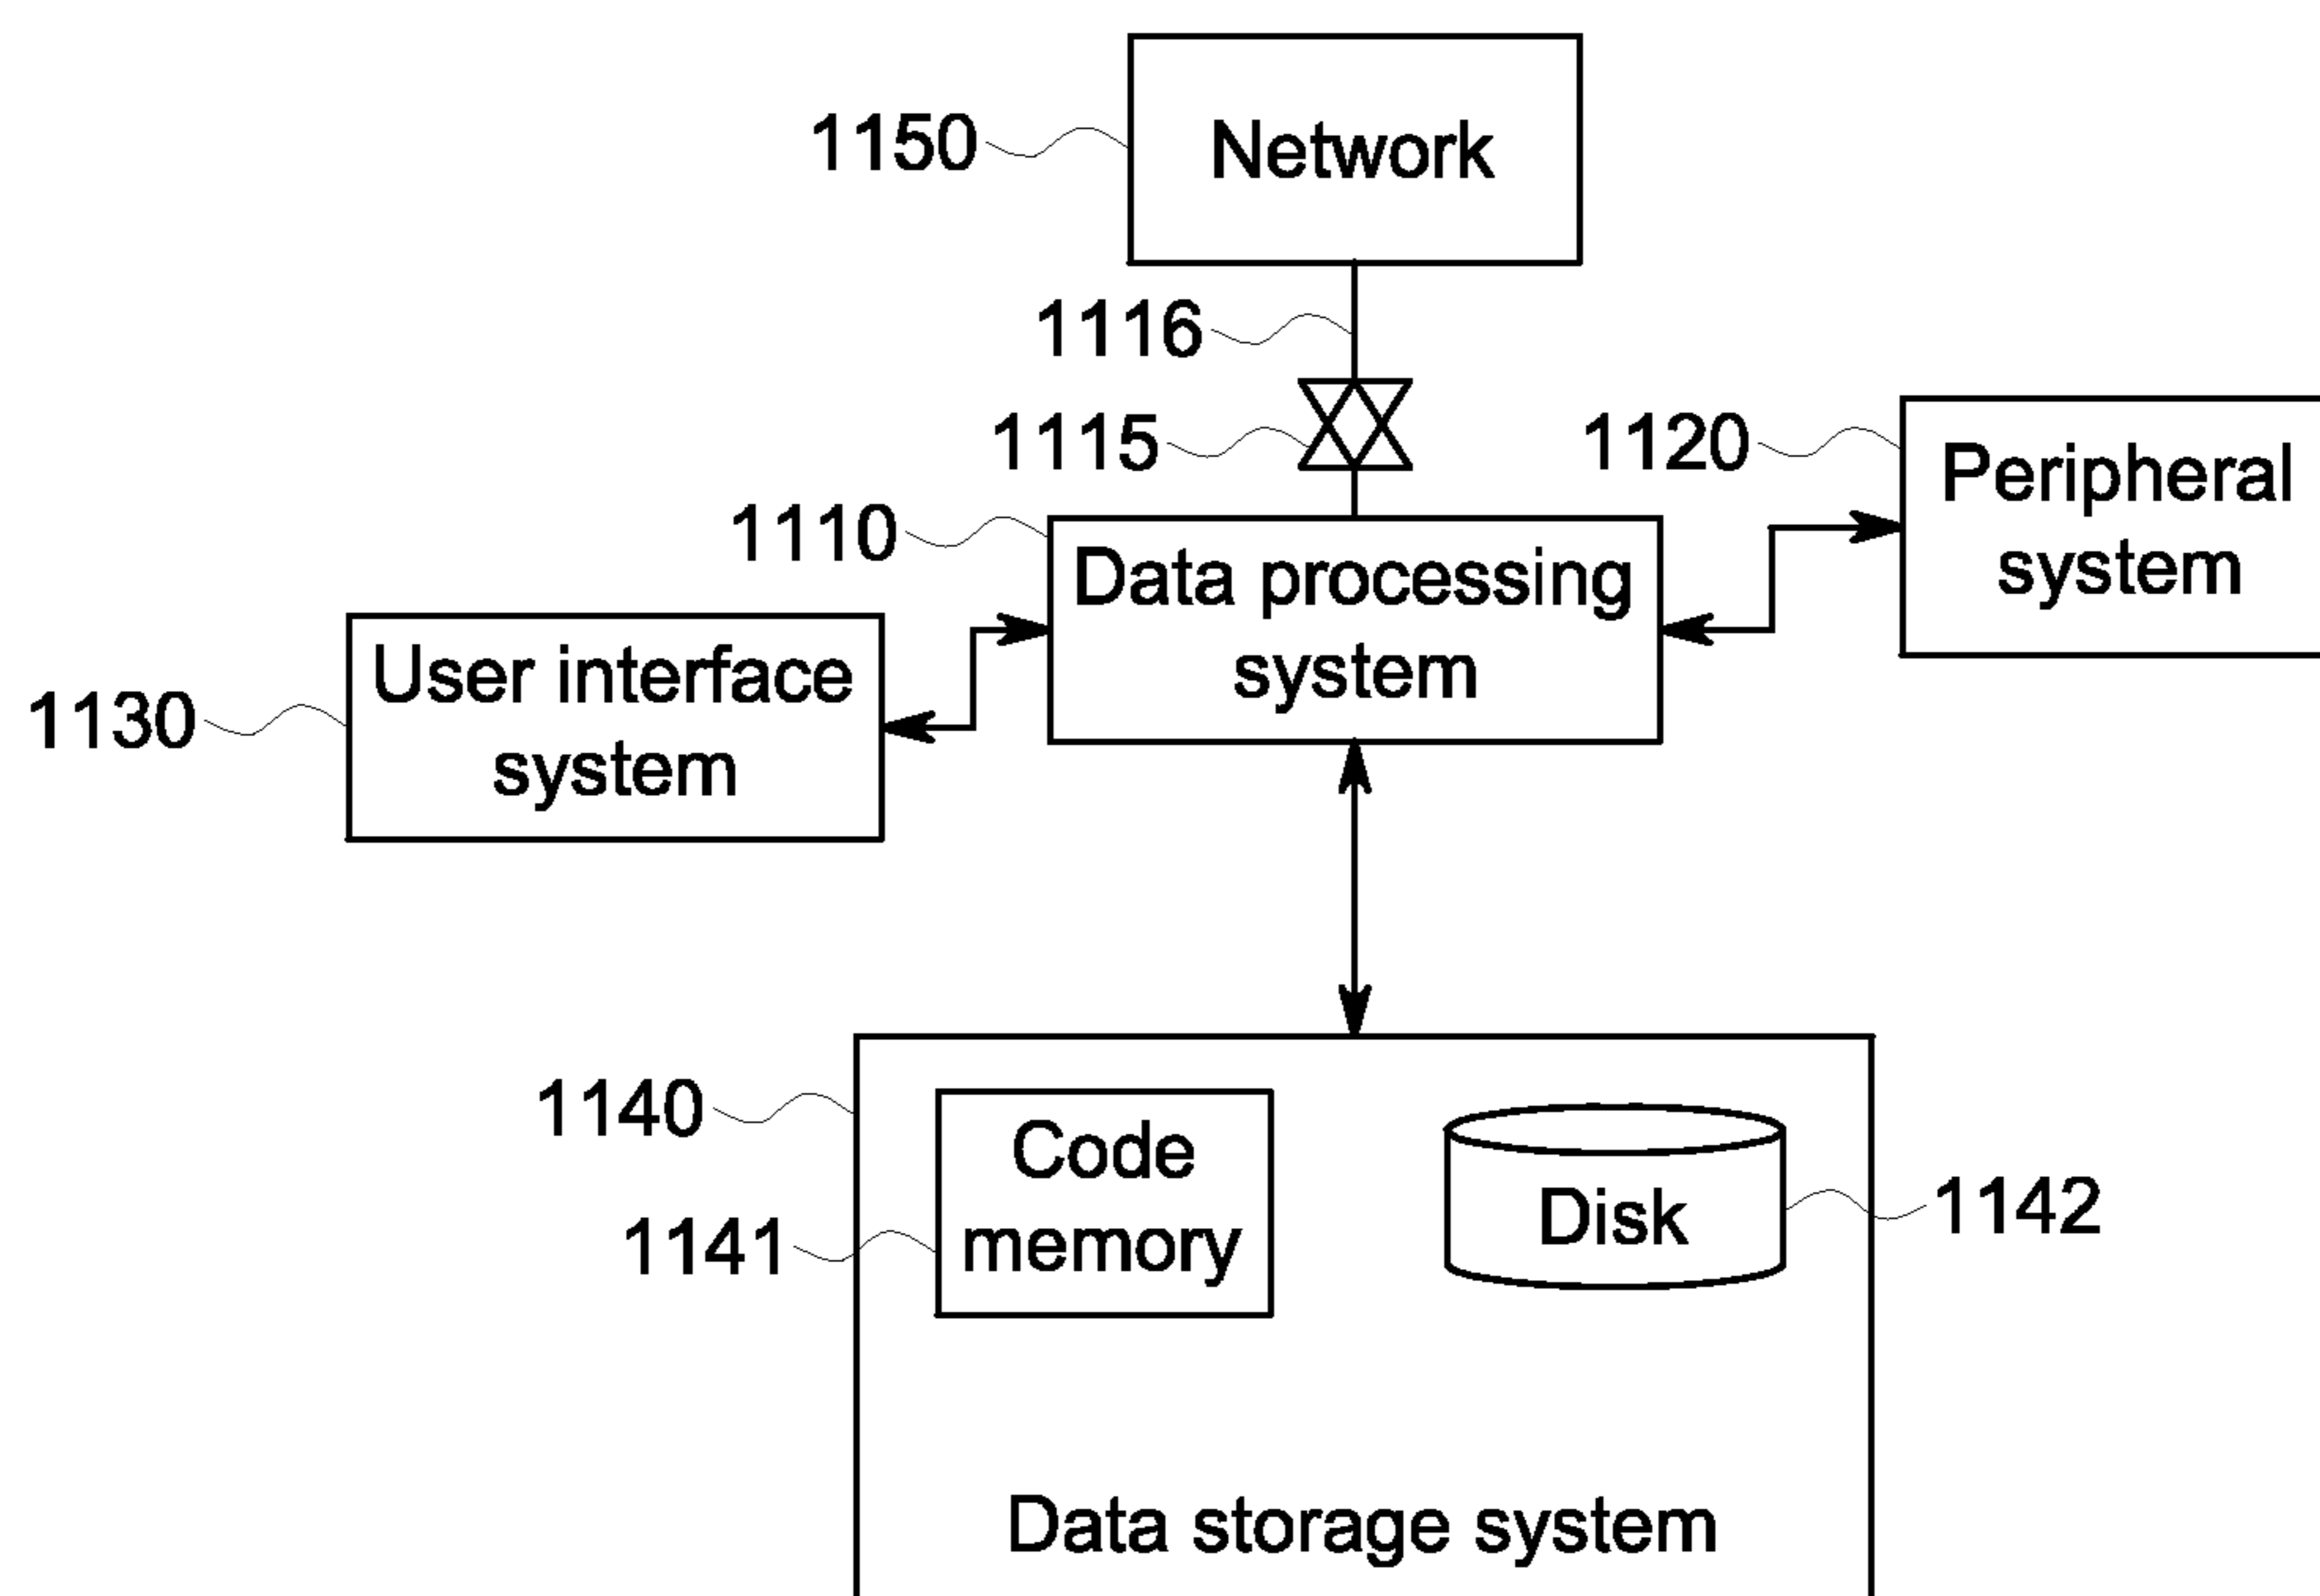 1150
Network
1116
1115
1120
Peripheral
system
1110
Data processing
system
1130
User interface
system
1140
Code
memory
1141
Disk
1142
Data storage system